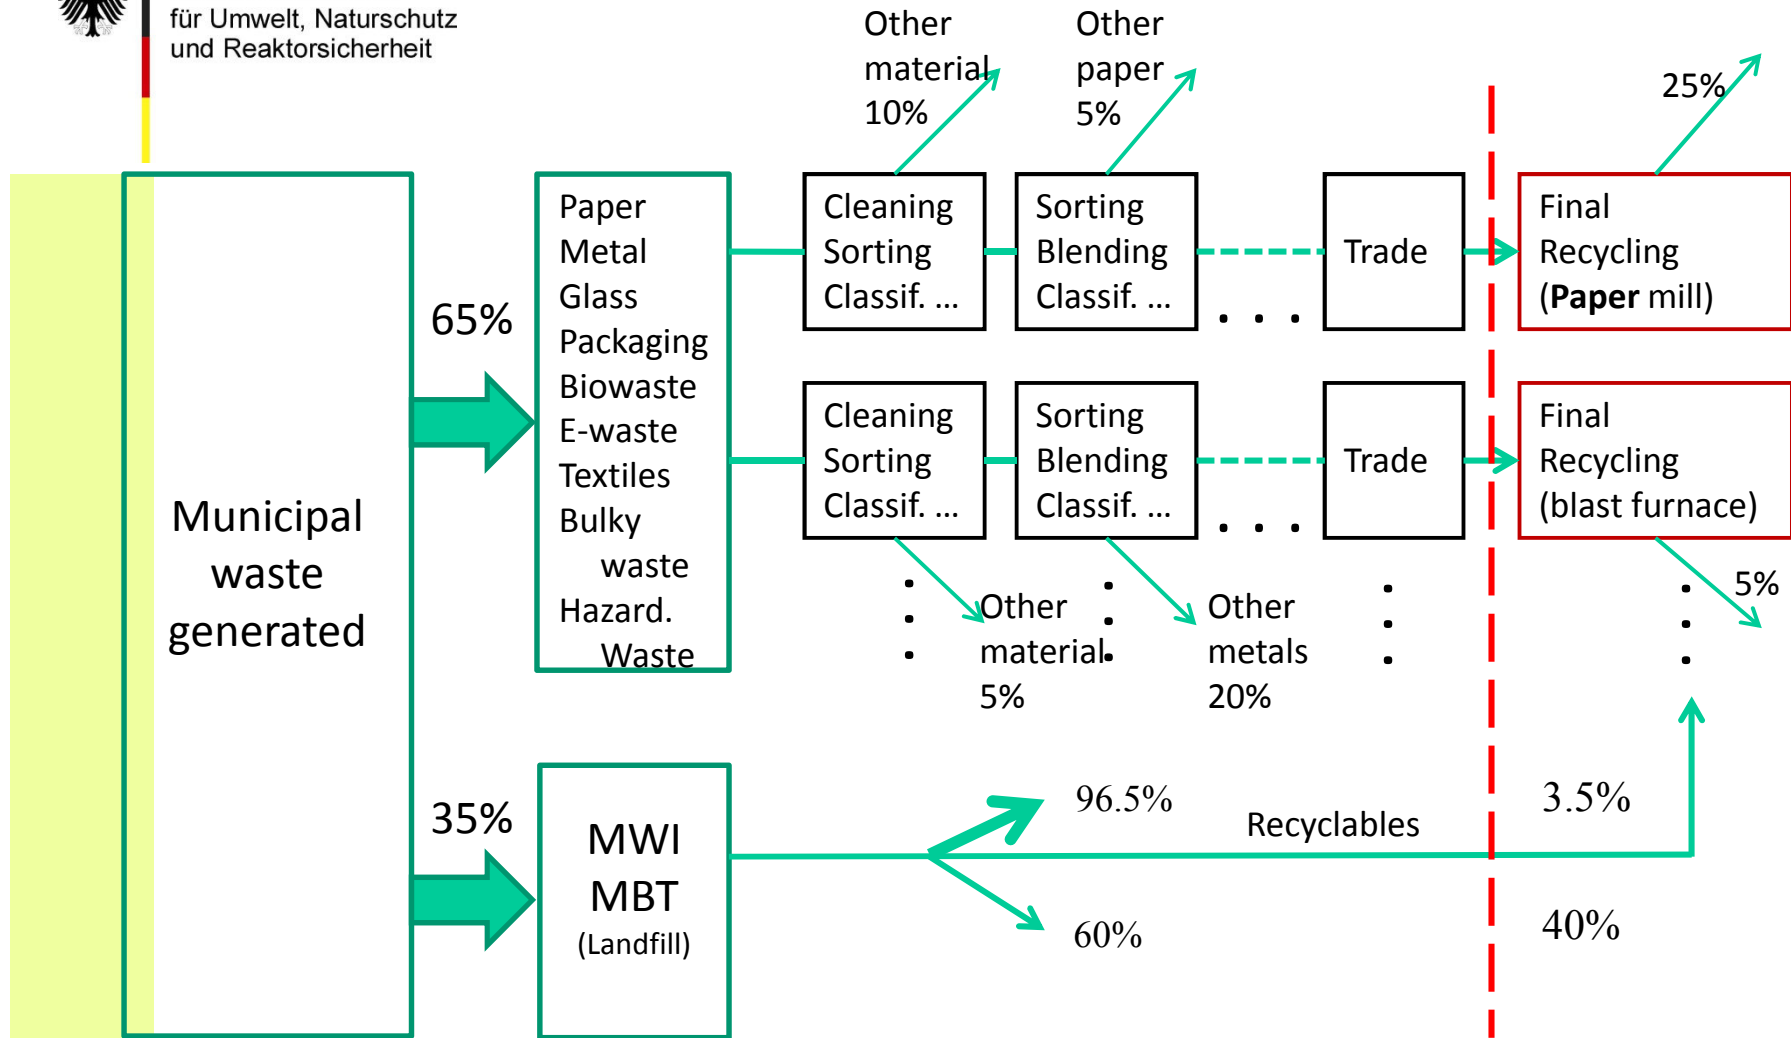 für Umwelt, Naturschutz
und Reaktorsicherheit
Other
material
10%
Other
paper
5%
25%
Municipal
waste
generated
65%
Paper
Metal
Glass
Packaging
Biowaste
E-waste
Textiles
Bulky
waste
Hazard.
Waste
Cleaning
Sorting
Classif. ...
Sorting
Blending
Classif. ...
. . .
Trade
Final
Recycling
(Paper mill)
Cleaning
Sorting
Classif. ...
Sorting
Blending
Classif. ...
. . .
Trade
Final
Recycling
(blast furnace)
Other
material
5%
Other
metals
20%
5%
35%
MWI
MBT
(Landfill)
96.5%
Recyclables
3.5%
60%
40%